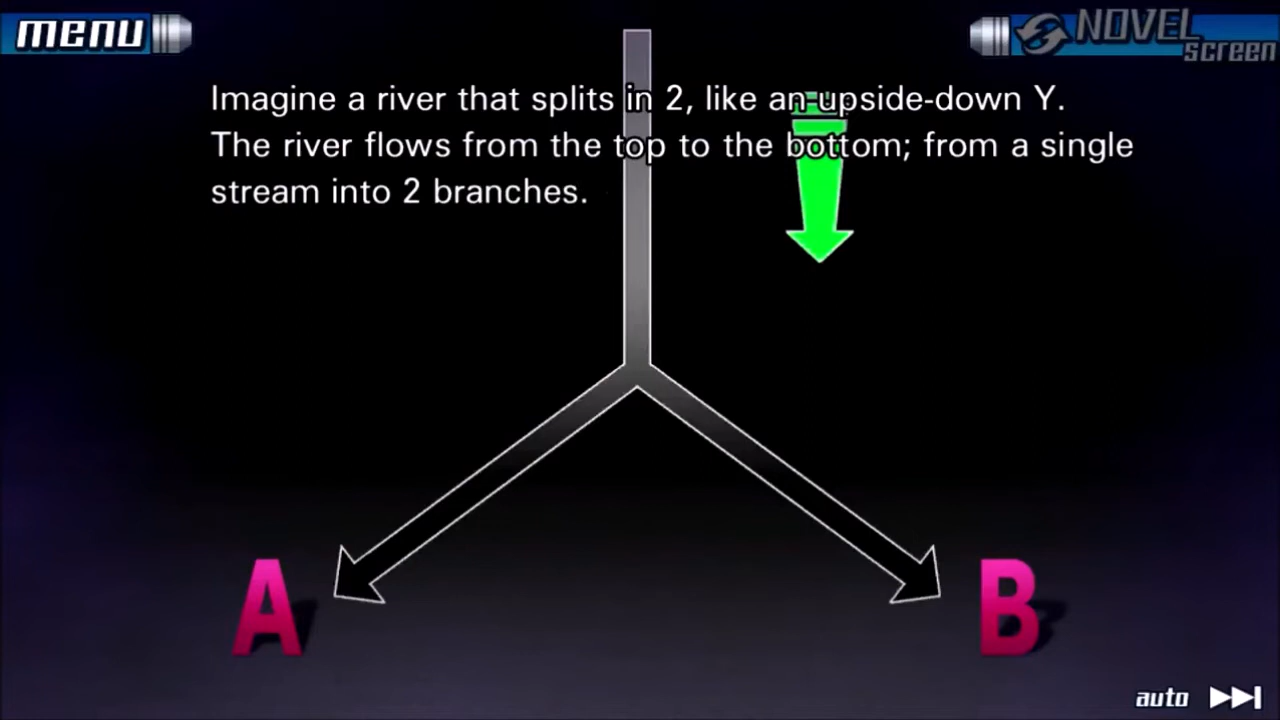 menu
NOVEL
screen
Imagine a river that splits in 2, like an upside-down Y.
The river flows from the top to the bottom; from a single
stream into 2 branches.
A
B
auto